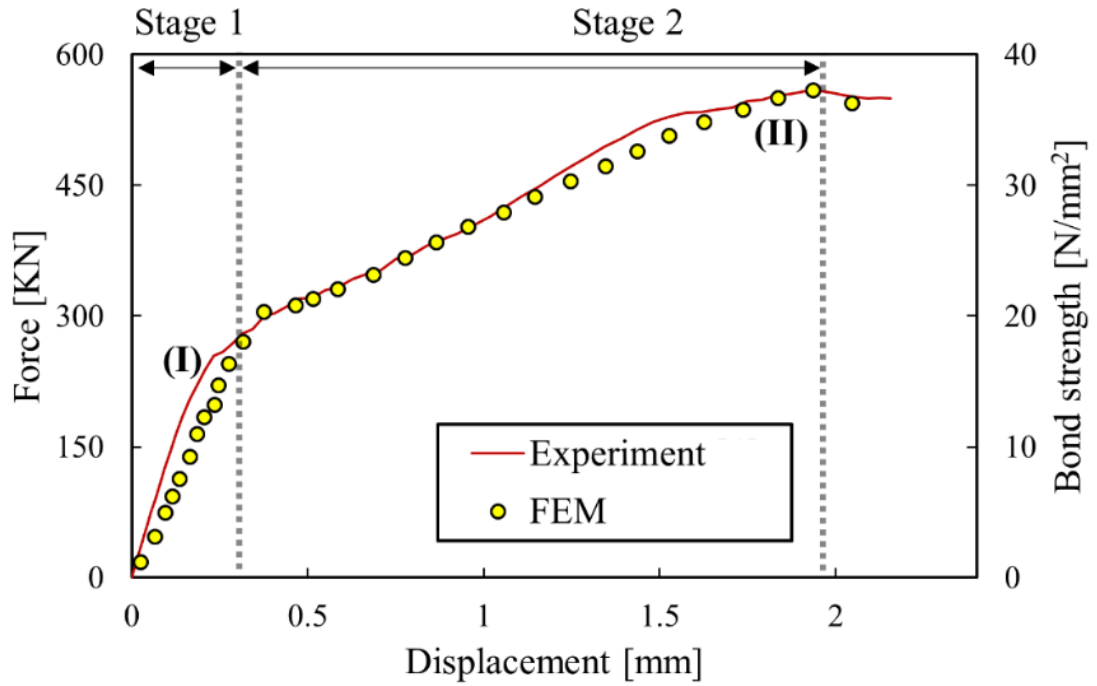 Stage 1
Stage 2
600
450
300
150
0
Force [KN]
40
30
20
10
0
Bond strength [N/mm²]
(I)
(II)
Experiment
FEM
0
0.5
1
1.5
2
Displacement [mm]